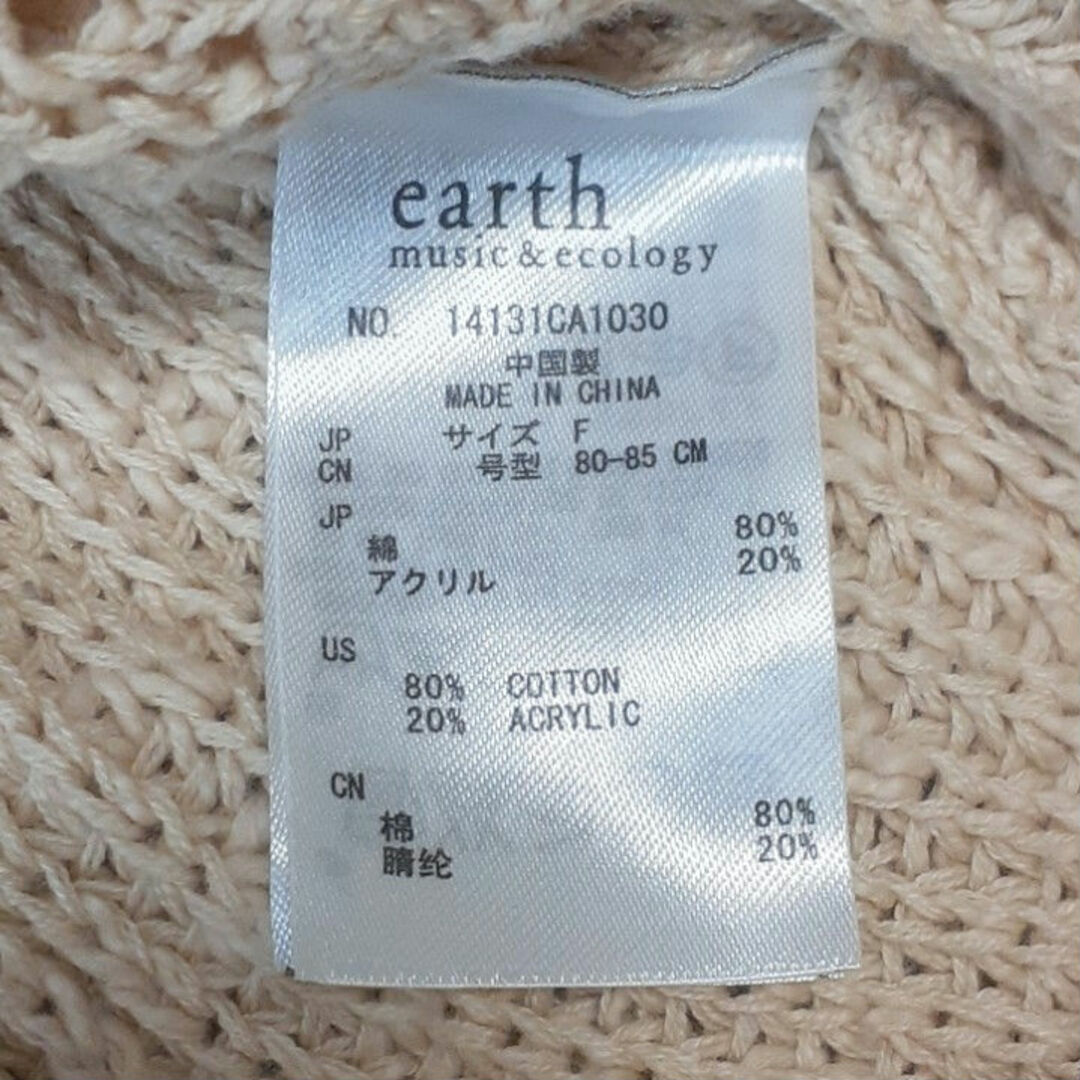 earth
music&ecology
NO. 14131CA1030
中国製
MADE IN CHINA
JP サイズ F
CN 号型 80-85 CM
JP
綿 80%
アクリル 20%
US
80% COTTON
20% ACRYLIC
CN
棉 80%
腈纶 20%